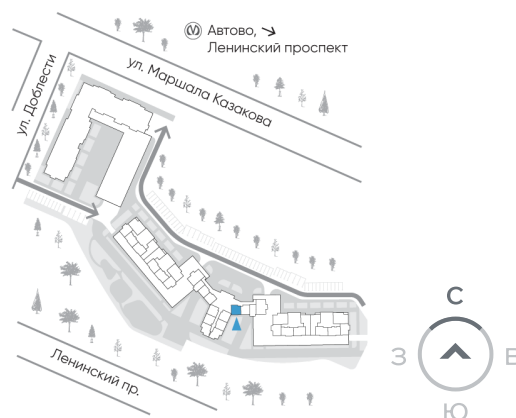 Автово, ↘
Ленинский проспект
ул. Доблести
ул. Маршала Казакова
Ленинский пр.
С
З
В
Ю